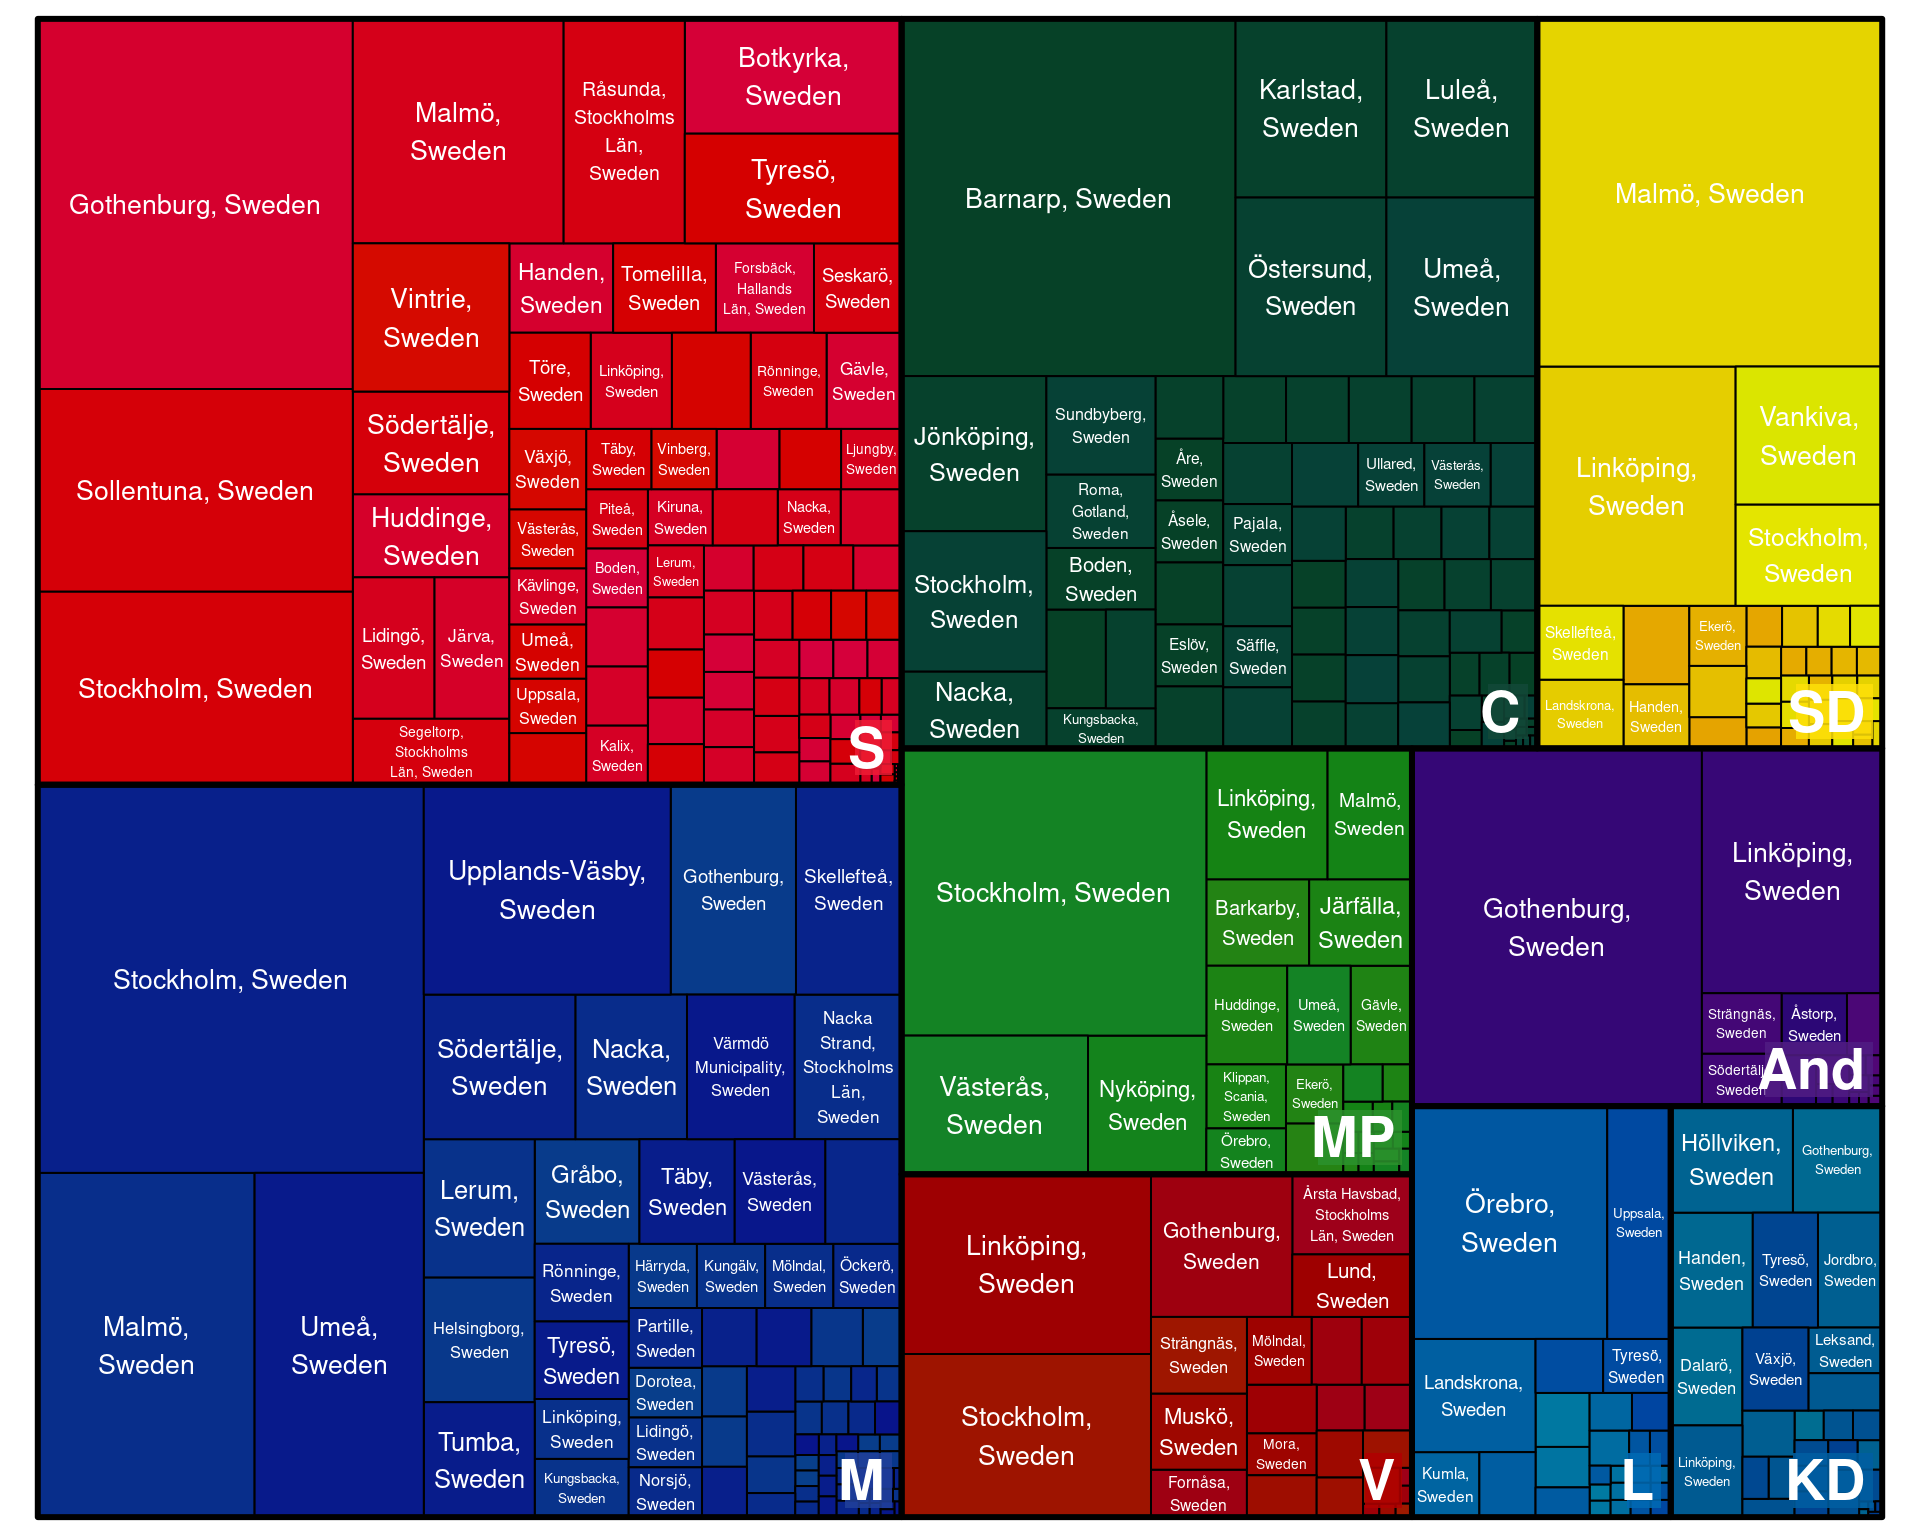 Gothenburg, Sweden
Sollentuna, Sweden
Stockholm, Sweden
Malmö,
Sweden
Råsunda,
Stockholms
Län,
Sweden
Botkyrka,
Sweden
Tyresö,
Sweden
Vintrie,
Sweden
Södertälje,
Sweden
Huddinge,
Sweden
Lidingö,
Sweden
Järva,
Sweden
Segeltorp,
Stockholms
Län, Sweden
Handen,
Sweden
Tomelilla,
Sweden
Forsbäck,
Hallands
Län, Sweden
Seskarö,
Sweden
Töre,
Sweden
Linköping,
Sweden
Rönninge,
Sweden
Gävle,
Sweden
Växjö,
Sweden
Täby,
Sweden
Vinberg,
Sweden
Ljungby,
Sweden
Västerås,
Sweden
Piteå,
Sweden
Kiruna,
Sweden
Nacka,
Sweden
Kävlinge,
Sweden
Boden,
Sweden
Lerum,
Sweden
Umeå,
Sweden
Uppsala,
Sweden
Kalix,
Sweden
S
Barnarp, Sweden
Karlstad,
Sweden
Luleå,
Sweden
Östersund,
Sweden
Umeå,
Sweden
Jönköping,
Sweden
Stockholm,
Sweden
Nacka,
Sweden
Sundbyberg,
Sweden
Roma,
Gotland,
Sweden
Boden,
Sweden
Kungsbacka,
Sweden
Åre,
Sweden
Åsele,
Sweden
Eslöv,
Sweden
Pajala,
Sweden
Säffle,
Sweden
Ullared,
Sweden
Västerås,
Sweden
C
Malmö, Sweden
Linköping,
Sweden
Vankiva,
Sweden
Stockholm,
Sweden
Skellefteå,
Sweden
Landskrona,
Sweden
Handen,
Sweden
Ekerö,
Sweden
SD
Stockholm, Sweden
Malmö,
Sweden
Umeå,
Sweden
Upplands-Väsby,
Sweden
Gothenburg,
Sweden
Skellefteå,
Sweden
Södertälje,
Sweden
Nacka,
Sweden
Värmdö
Municipality,
Sweden
Nacka
Strand,
Stockholms
Län,
Sweden
Lerum,
Sweden
Helsingborg,
Sweden
Tumba,
Sweden
Gråbo,
Sweden
Täby,
Sweden
Västerås,
Sweden
Rönninge,
Sweden
Tyresö,
Sweden
Linköping,
Sweden
Kungsbacka,
Sweden
Härryda,
Sweden
Kungälv,
Sweden
Mölndal,
Sweden
Öckerö,
Sweden
Partille,
Sweden
Dorotea,
Sweden
Lidingö,
Sweden
Norsjö,
Sweden
M
Stockholm, Sweden
Västerås,
Sweden
Nyköping,
Sweden
Linköping,
Sweden
Malmö,
Sweden
Barkarby,
Sweden
Järfälla,
Sweden
Huddinge,
Sweden
Umeå,
Sweden
Gävle,
Sweden
Klippan,
Scania,
Sweden
Ekerö,
Sweden
Örebro,
Sweden
MP
Gothenburg,
Sweden
Linköping,
Sweden
Strängnäs,
Sweden
Åstorp,
Sweden
Södertälje,
Sweden
And
Linköping,
Sweden
Stockholm,
Sweden
Gothenburg,
Sweden
Årsta Havsbad,
Stockholms
Län, Sweden
Lund,
Sweden
Strängnäs,
Sweden
Mölndal,
Sweden
Muskö,
Sweden
Mora,
Sweden
Fornåsa,
Sweden
V
Örebro,
Sweden
Uppsala,
Sweden
Landskrona,
Sweden
Tyresö,
Sweden
Kumla,
Sweden
L
Höllviken,
Sweden
Gothenburg,
Sweden
Handen,
Sweden
Tyresö,
Sweden
Jordbro,
Sweden
Dalarö,
Sweden
Växjö,
Sweden
Leksand,
Sweden
Linköping,
Sweden
KD